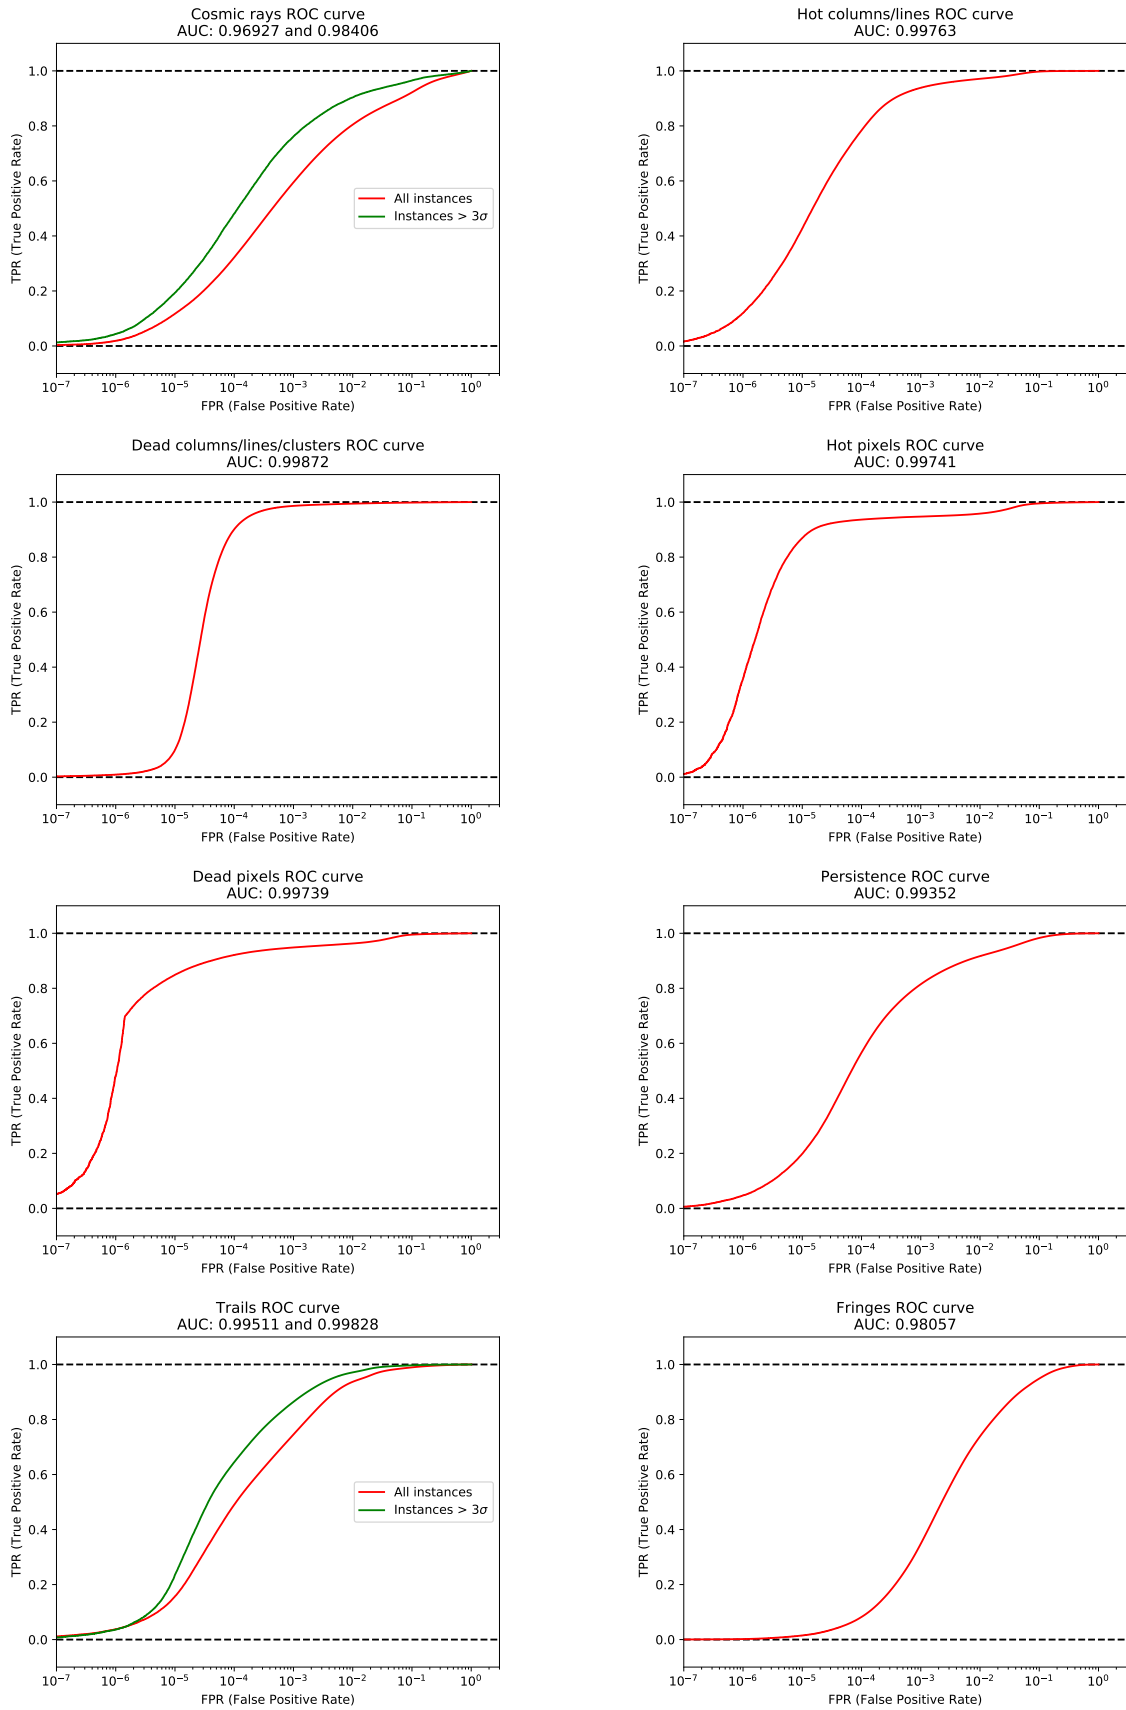 Cosmic rays ROC curve
AUC: 0.96927 and 0.98406
TPR (True Positive Rate)
1.0
0.8
0.6
0.4
0.2
0.0
All instances
Instances > 3σ
10⁻⁷ 10⁻⁶ 10⁻⁵ 10⁻⁴ 10⁻³ 10⁻² 10⁻¹ 10⁰
FPR (False Positive Rate)
Hot columns/lines ROC curve
AUC: 0.99763
TPR (True Positive Rate)
1.0
0.8
0.6
0.4
0.2
0.0
10⁻⁷ 10⁻⁶ 10⁻⁵ 10⁻⁴ 10⁻³ 10⁻² 10⁻¹ 10⁰
FPR (False Positive Rate)
Dead columns/lines/clusters ROC curve
AUC: 0.99872
TPR (True Positive Rate)
1.0
0.8
0.6
0.4
0.2
0.0
10⁻⁷ 10⁻⁶ 10⁻⁵ 10⁻⁴ 10⁻³ 10⁻² 10⁻¹ 10⁰
FPR (False Positive Rate)
Hot pixels ROC curve
AUC: 0.99741
TPR (True Positive Rate)
1.0
0.8
0.6
0.4
0.2
0.0
10⁻⁷ 10⁻⁶ 10⁻⁵ 10⁻⁴ 10⁻³ 10⁻² 10⁻¹ 10⁰
FPR (False Positive Rate)
Dead pixels ROC curve
AUC: 0.99739
TPR (True Positive Rate)
1.0
0.8
0.6
0.4
0.2
0.0
10⁻⁷ 10⁻⁶ 10⁻⁵ 10⁻⁴ 10⁻³ 10⁻² 10⁻¹ 10⁰
FPR (False Positive Rate)
Persistence ROC curve
AUC: 0.99352
TPR (True Positive Rate)
1.0
0.8
0.6
0.4
0.2
0.0
10⁻⁷ 10⁻⁶ 10⁻⁵ 10⁻⁴ 10⁻³ 10⁻² 10⁻¹ 10⁰
FPR (False Positive Rate)
Trails ROC curve
AUC: 0.99511 and 0.99828
TPR (True Positive Rate)
1.0
0.8
0.6
0.4
0.2
0.0
All instances
Instances > 3σ
10⁻⁷ 10⁻⁶ 10⁻⁵ 10⁻⁴ 10⁻³ 10⁻² 10⁻¹ 10⁰
FPR (False Positive Rate)
Fringes ROC curve
AUC: 0.98057
TPR (True Positive Rate)
1.0
0.8
0.6
0.4
0.2
0.0
10⁻⁷ 10⁻⁶ 10⁻⁵ 10⁻⁴ 10⁻³ 10⁻² 10⁻¹ 10⁰
FPR (False Positive Rate)